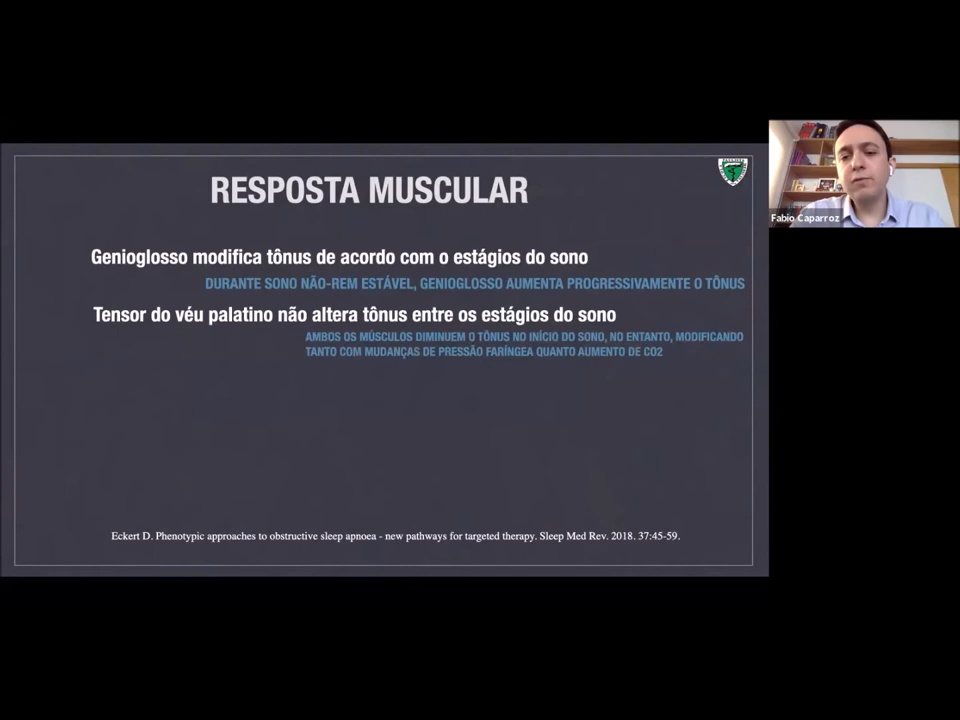 RESPOSTA MUSCULAR
Genioglosso modifica tônus de acordo com o estágios do sono
DURANTE SONO NÃO-REM ESTÁVEL, GENIOGLOSSO AUMENTA PROGRESSIVAMENTE O TÔNUS
Tensor do véu palatino não altera tônus entre os estágios do sono
AMBOS OS MÚSCULOS DIMINUEM O TÔNUS NO INÍCIO DO SONO, NO ENTANTO, MODIFICANDO
TANTO COM MUDANÇAS DE PRESSÃO FARÍNGEA QUANTO AUMENTO DE CO2
Eckert D. Phenotypic approaches to obstructive sleep apnoea - new pathways for targeted therapy. Sleep Med Rev. 2018. 37:45-59.
Fabio Caparroz